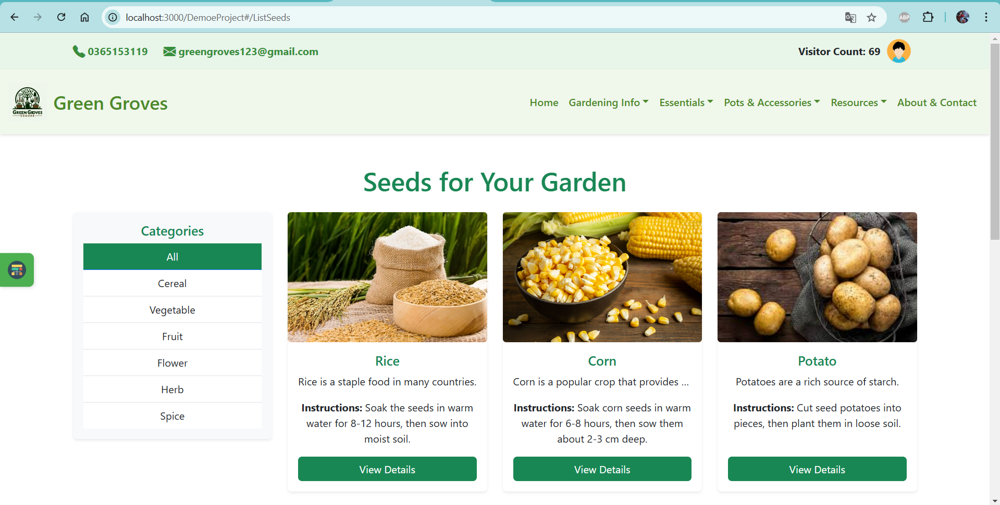 localhost:3000/DemoeProject#/ListSeeds
ABP
0365153119 greengroves123@gmail.com
Visitor Count: 69
GREEN GROVES
Green Groves
Home Gardening Info Essentials Pots & Accessories Resources About & Contact
Seeds for Your Garden
Categories
All
Cereal
Vegetable
Fruit
Flower
Herb
Spice
Rice
Rice is a staple food in many countries.
Instructions: Soak the seeds in warm
water for 8-12 hours, then sow into
moist soil.
View Details
Corn
Corn is a popular crop that provides ...
Instructions: Soak corn seeds in warm
water for 6-8 hours, then sow them
about 2-3 cm deep.
View Details
Potato
Potatoes are a rich source of starch.
Instructions: Cut seed potatoes into
pieces, then plant them in loose soil.
View Details